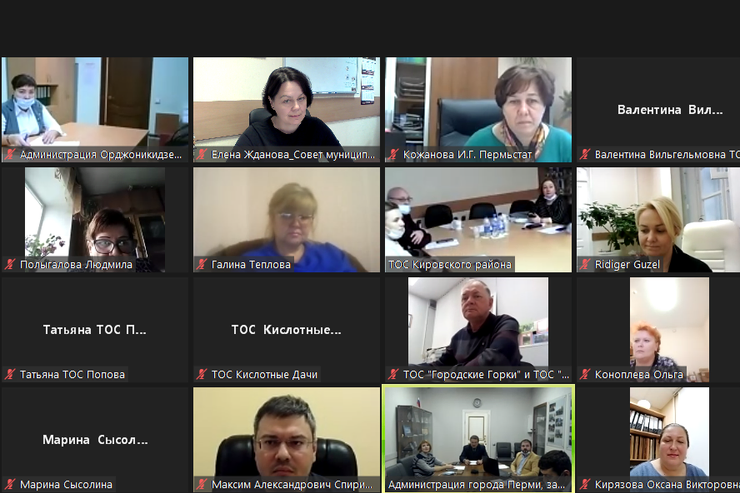 Администрация Орджоникидзе...
Елена Жданова_Совет муницип...
Кожанова И.Г. Пермьстат
Валентина Вил...
Валентина Вильгельмовна ТО
Полыгалова Людмила
Галина Теплова
ТОС Кировского района
Ridiger Guzel
Татьяна ТОС П...
Татьяна ТОС Попова
ТОС Кислотные...
ТОС Кислотные Дачи
ТОС "Городские Горки" и ТОС "...
Коноплева Ольга
Марина Сысол...
Марина Сысолина
Максим Александрович Спири...
Администрация города Перми, за...
Кирязова Оксана Викторовна